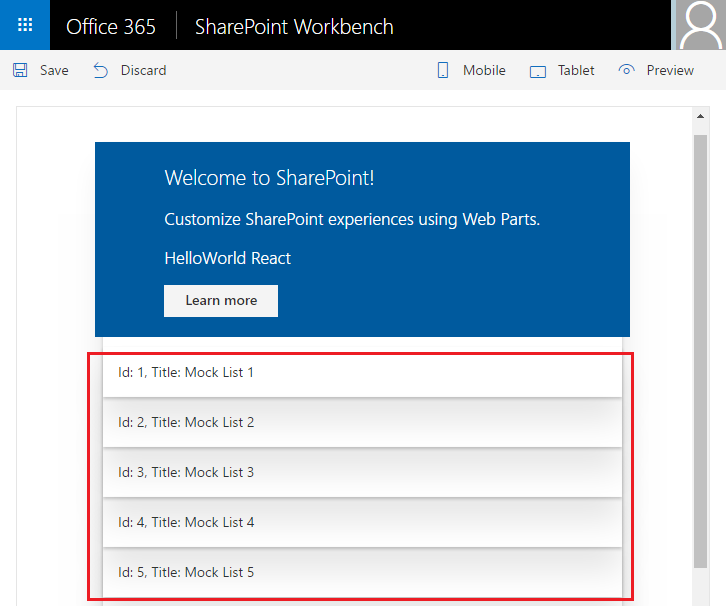 Office 365 SharePoint Workbench
Save Discard Mobile Tablet Preview
Welcome to SharePoint!
Customize SharePoint experiences using Web Parts.
HelloWorld React
Learn more
Id: 1, Title: Mock List 1
Id: 2, Title: Mock List 2
Id: 3, Title: Mock List 3
Id: 4, Title: Mock List 4
Id: 5, Title: Mock List 5